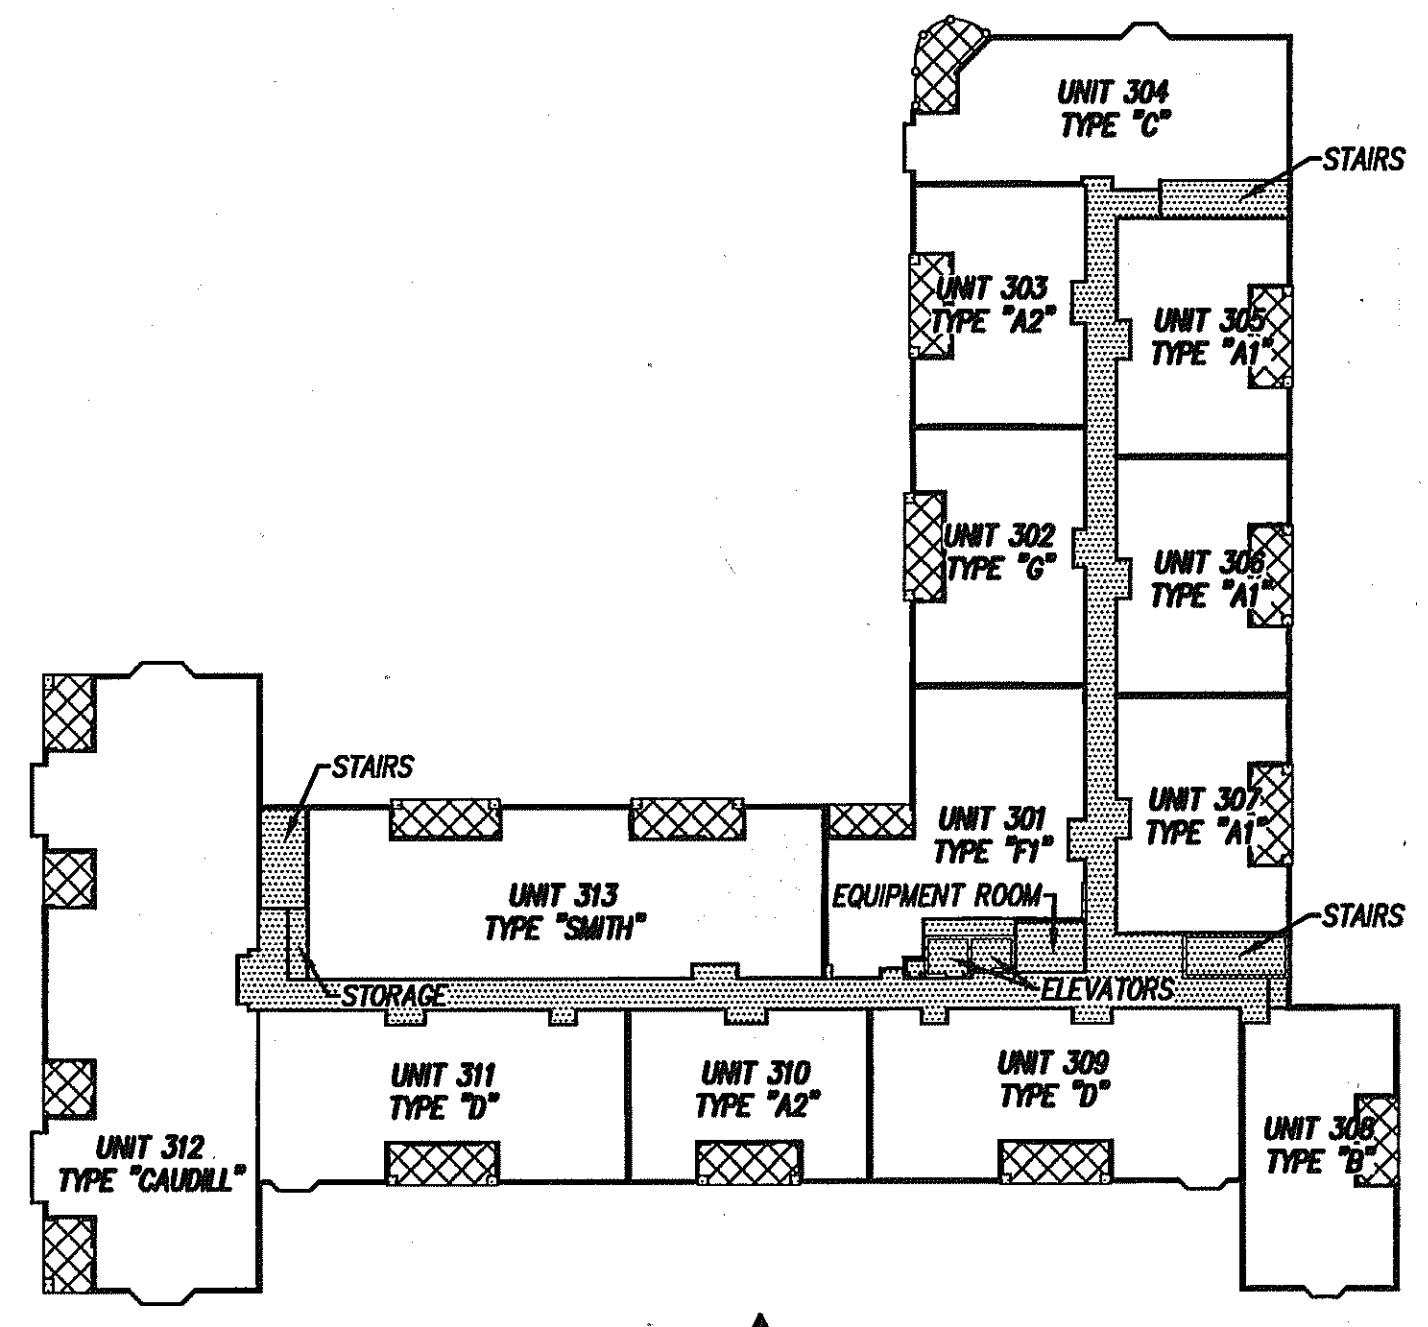 UNIT 304
TYPE "C"
STAIRS
UNIT 303
TYPE "A2"
UNIT 305
TYPE "A1"
UNIT 302
TYPE "G"
UNIT 306
TYPE "A1"
STAIRS
UNIT 307
TYPE "A1"
UNIT 301
TYPE "F1"
UNIT 313
TYPE "SMITH"
EQUIPMENT ROOM
STAIRS
STORAGE
ELEVATORS
UNIT 311
TYPE "D"
UNIT 310
TYPE "A2"
UNIT 309
TYPE "D"
UNIT 308
TYPE "B"
UNIT 312
TYPE "CAUDILL"